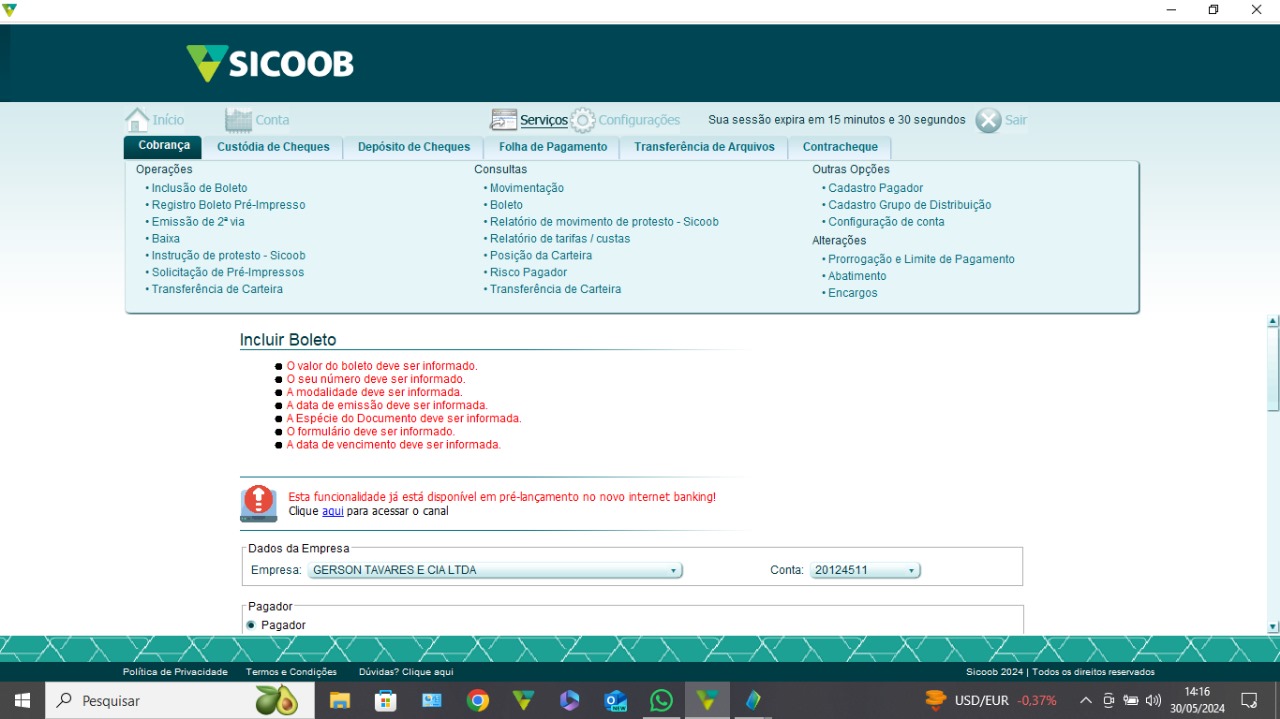 SICOOB
Início Conta Serviços Configurações Sua sessão expira em 15 minutos e 30 segundos Sair
Cobrança Custódia de Cheques Depósito de Cheques Folha de Pagamento Transferência de Arquivos Contracheque
Operações
• Inclusão de Boleto
• Registro Boleto Pré-Impresso
• Emissão de 2ª via
• Baixa
• Instrução de protesto - Sicoob
• Solicitação de Pré-Impressos
• Transferência de Carteira
Consultas
• Movimentação
• Boleto
• Relatório de movimento de protesto - Sicoob
• Relatório de tarifas / custas
• Posição da Carteira
• Risco Pagador
• Transferência de Carteira
Outras Opções
• Cadastro Pagador
• Cadastro Grupo de Distribuição
• Configuração de conta
Alterações
• Prorrogação e Limite de Pagamento
• Abatimento
• Encargos
Incluir Boleto
• O valor do boleto deve ser informado.
• O seu número deve ser informado.
• A modalidade deve ser informada.
• A data de emissão deve ser informada.
• A Espécie do Documento deve ser informada.
• O formulário deve ser informado.
• A data de vencimento deve ser informada.
Esta funcionalidade já está disponível em pré-lançamento no novo internet banking!
Clique aqui para acessar o canal
Dados da Empresa
Empresa: GERSON TAVARES E CIA LTDA Conta: 20124511
Pagador
Pagador
Política de Privacidade Termos e Condições Dúvidas? Clique aqui Sicoob 2024 | Todos os direitos reservados
Pesquisar NEW USD/EUR -0,37% 14:16
30/05/2024